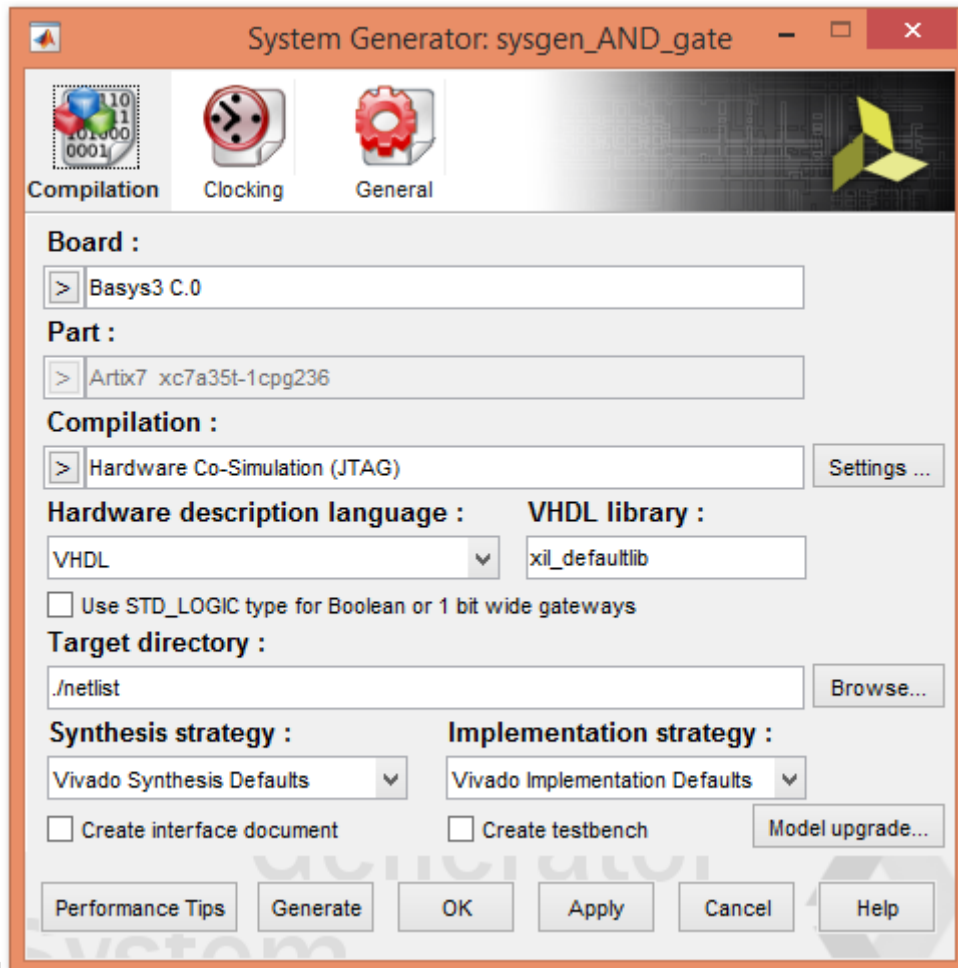 System Generator: sysgen_AND_gate
Compilation
Clocking
General
Board :
> Basys3 C.0
Part :
> Artix7 xc7a35t-1cpg236
Compilation :
> Hardware Co-Simulation (JTAG) Settings ...
Hardware description language : VHDL library :
VHDL xil_defaultlib
Use STD_LOGIC type for Boolean or 1 bit wide gateways
Target directory :
./netlist Browse...
Synthesis strategy : Implementation strategy :
Vivado Synthesis Defaults Vivado Implementation Defaults
Create interface document Create testbench Model upgrade...
Performance Tips Generate OK Apply Cancel Help